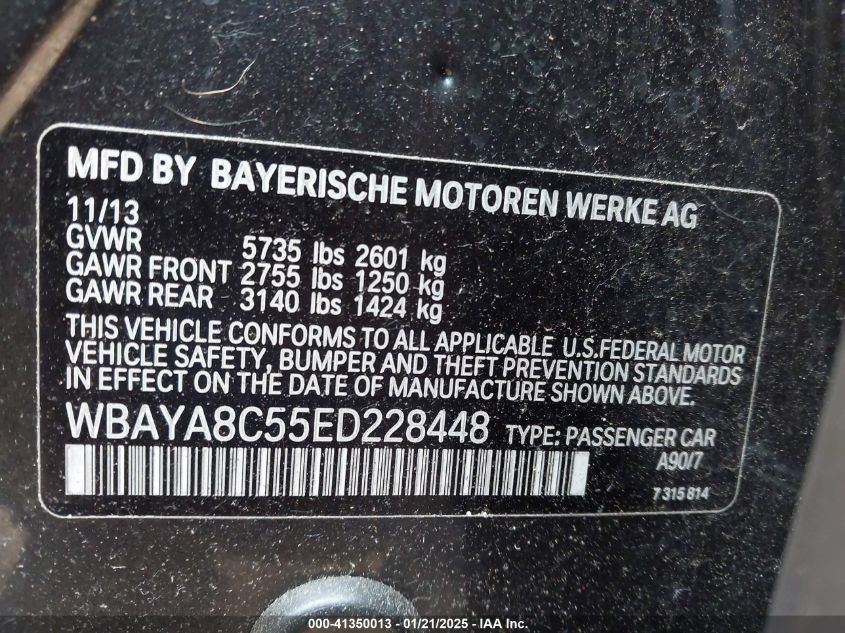 MFD BY BAYERISCHE MOTOREN WERKE AG
11/13
GVWR 5735 lbs 2601 kg
GAWR FRONT 2755 lbs 1250 kg
GAWR REAR 3140 lbs 1424 kg
THIS VEHICLE CONFORMS TO ALL APPLICABLE U.S.FEDERAL MOTOR
VEHICLE SAFETY, BUMPER AND THEFT PREVENTION STANDARDS
IN EFFECT ON THE DATE OF MANUFACTURE SHOWN ABOVE.
WBAYA8C55ED228448 TYPE: PASSENGER CAR
A90/7
7315814
000-41350013 - 01/21/2025 - IAA Inc.